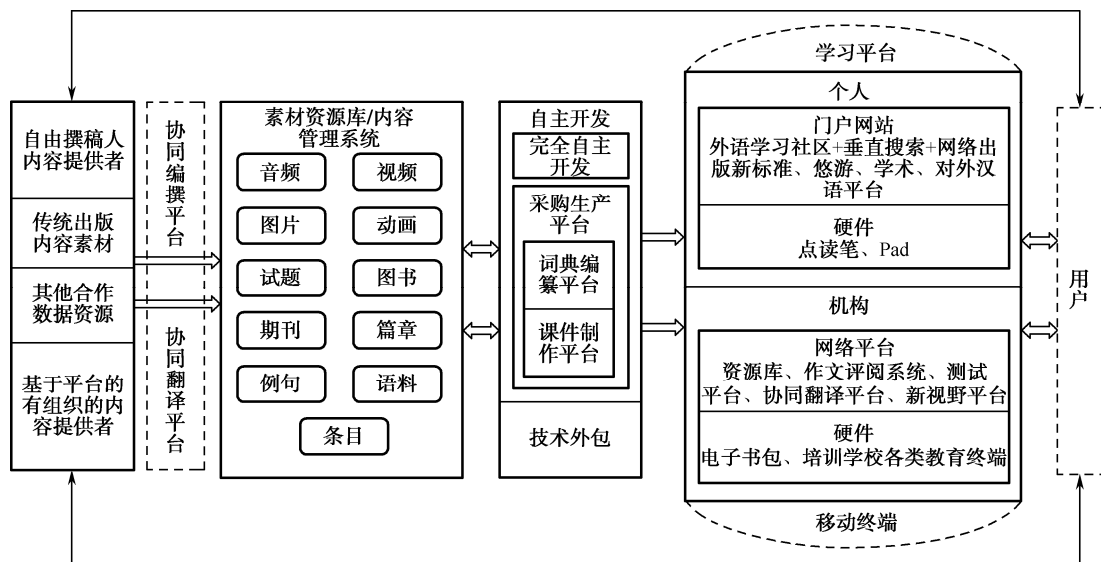 自由撰稿人
内容提供者
传统出版
内容素材
其他合作
数据资源
基于平台的
有组织的内
容提供者
协同编撰平台
协同翻译平台
素材资源库/内容
管理系统
音频
视频
图片
动画
试题
图书
期刊
篇章
例句
语料
条目
自主开发
完全自主
开发
采购生产
平台
词典编
纂平台
课件制
作平台
技术外包
学习平台
个人
门户网站
外语学习社区+垂直搜索+网络出
版新标准、悠游、学术、对外汉
语平台
硬件
点读笔、Pad
机构
网络平台
资源库、作文评阅系统、测试
平台、协同翻译平台、新视野平台
硬件
电子书包、培训学校各类教育终端
移动终端
用户